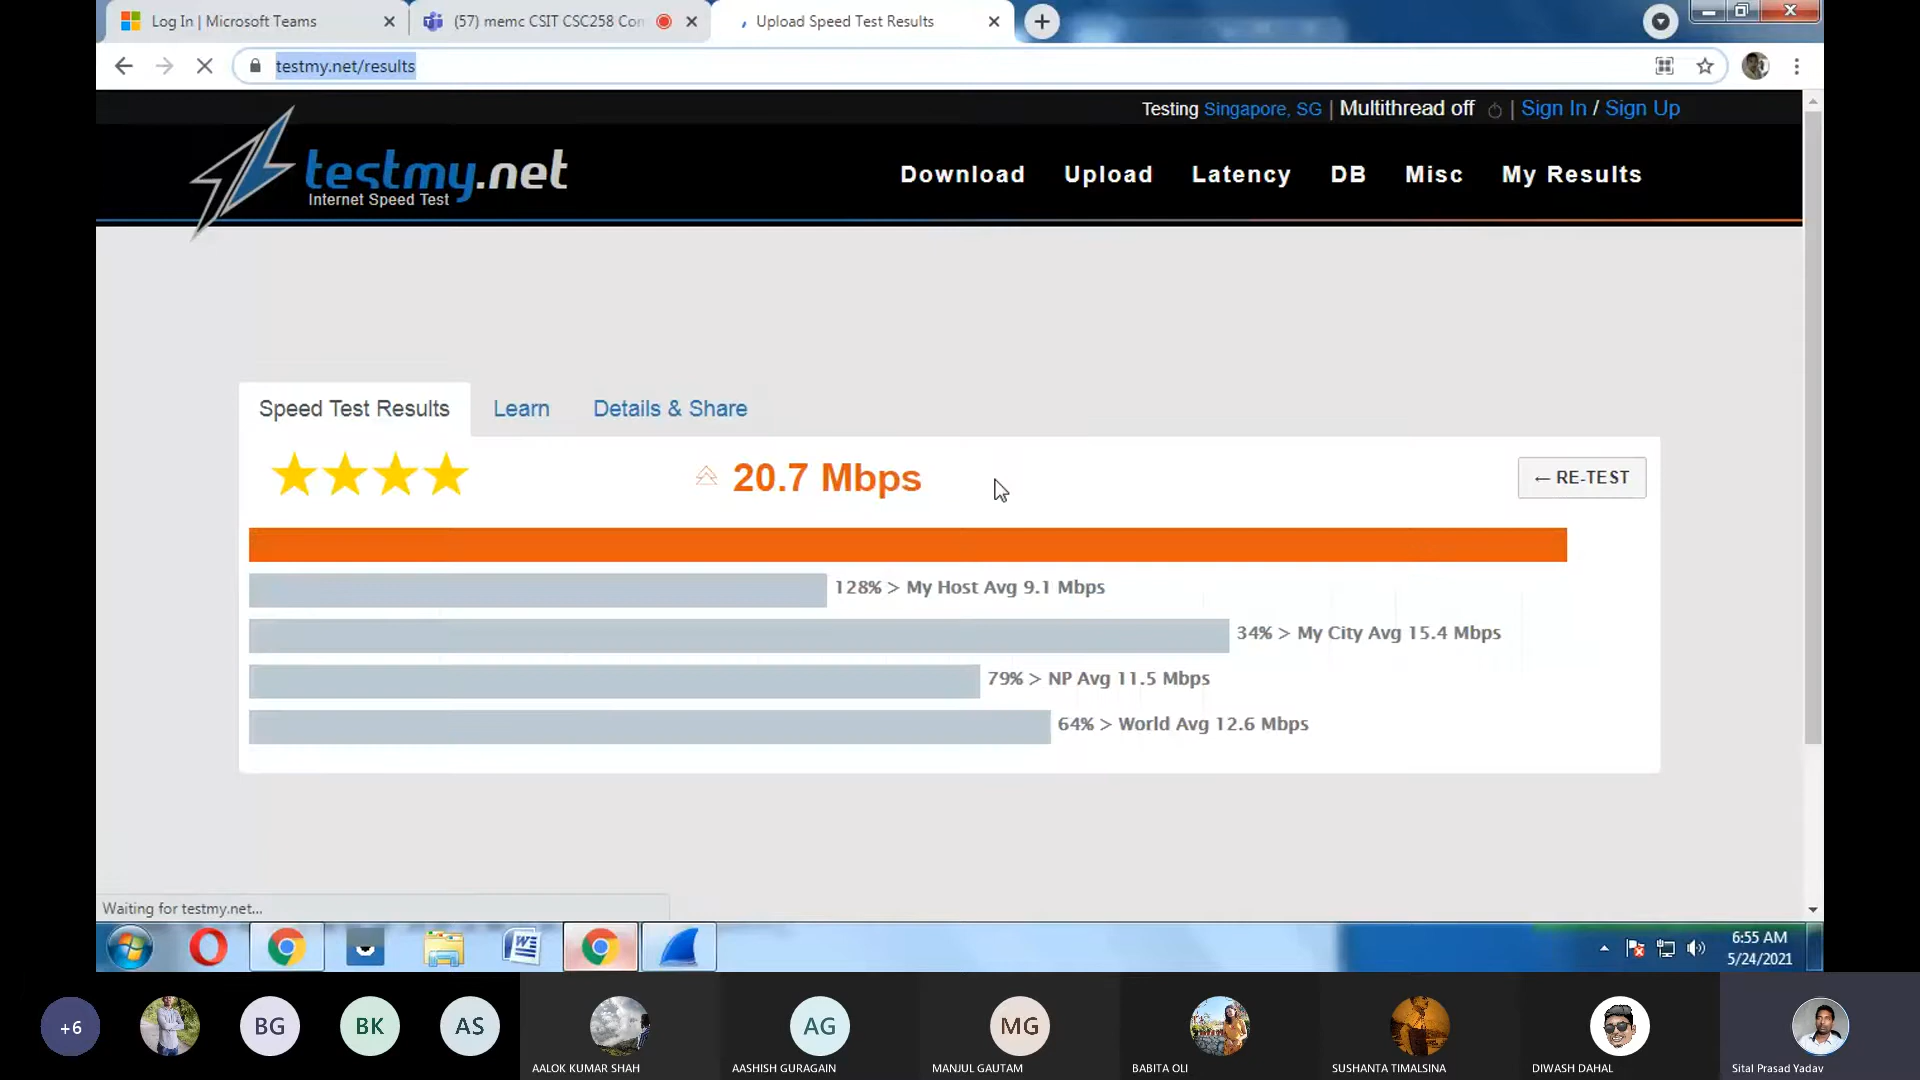 Log In | Microsoft Teams
(57) memc CSIT CSC258 Con
Upload Speed Test Results
testmy.net/results
Testing Singapore, SG | Multithread off | Sign In / Sign Up
testmy.net
Internet Speed Test
Download Upload Latency DB Misc My Results
Speed Test Results Learn Details & Share
20.7 Mbps
← RE-TEST
128% > My Host Avg 9.1 Mbps
34% > My City Avg 15.4 Mbps
79% > NP Avg 11.5 Mbps
64% > World Avg 12.6 Mbps
Waiting for testmy.net...
6:55 AM
5/24/2021
+6
BG
BK
AS
AG
MG
AALOK KUMAR SHAH
AASHISH GURAGAIN
MANJUL GAUTAM
BABITA OLI
SUSHANTA TIMALSINA
DIWASH DAHAL
Sital Prasad Yadav